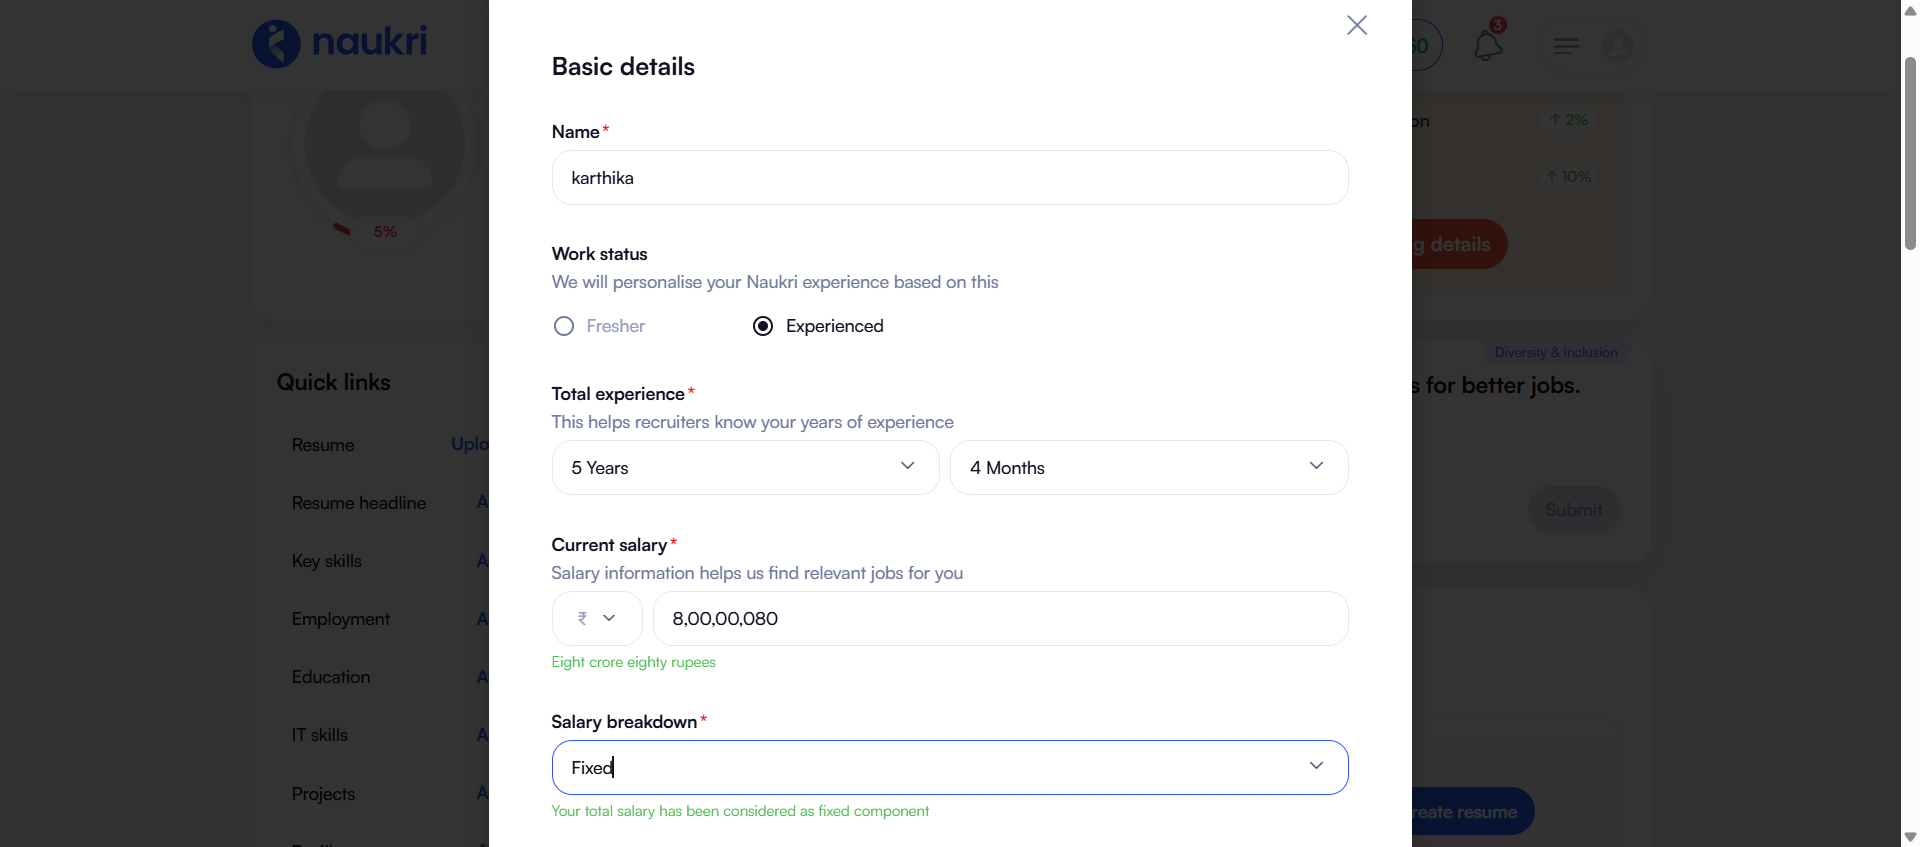 naukri
60
3
Basic details
Name*
karthika
5%
on
↑ 2%
↑ 10%
g details
Work status
We will personalise your Naukri experience based on this
Fresher
Experienced
Diversity & inclusion
s for better jobs.
Quick links
Resume
Uplo
Resume headline
A
Key skills
A
Employment
A
Education
A
IT skills
A
Projects
A
Total experience*
This helps recruiters know your years of experience
5 Years
4 Months
Submit
Current salary*
Salary information helps us find relevant jobs for you
₹
8,00,00,080
Eight crore eighty rupees
Salary breakdown*
Fixed
Your total salary has been considered as fixed component
reate resume